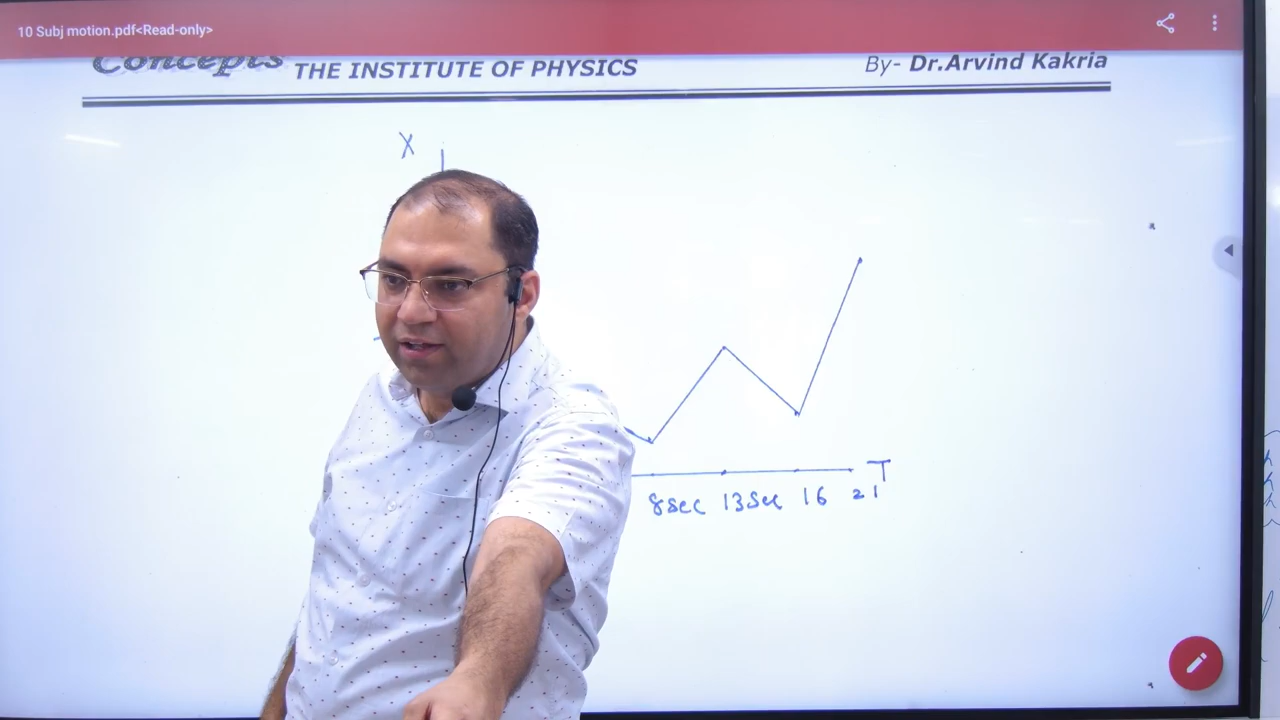 10 Subj motion.pdf<Read-only>
Concepts THE INSTITUTE OF PHYSICS By- Dr.Arvind Kakria
X
T
8sec 13sec 16 21